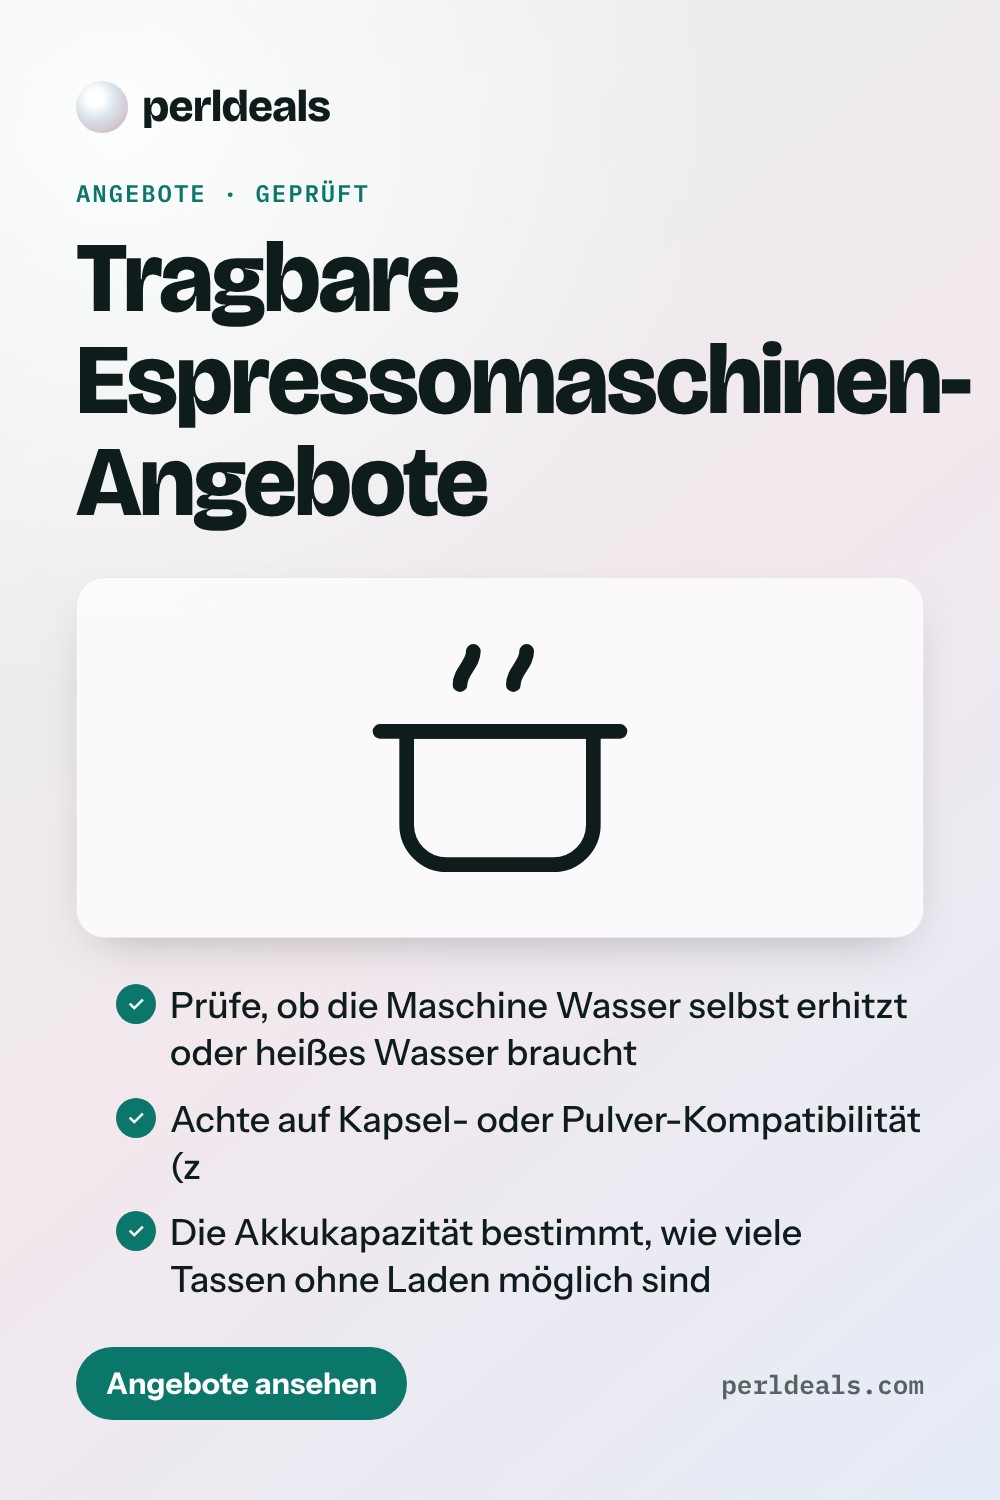 perldeals
ANGEBOTE · GEPRÜFT
Tragbare
Espressomaschinen-
Angebote
Prüfe, ob die Maschine Wasser selbst erhitzt
oder heißes Wasser braucht
Achte auf Kapsel- oder Pulver-Kompatibilität
(z
Die Akkukapazität bestimmt, wie viele
Tassen ohne Laden möglich sind
Angebote ansehen
perldeals.com